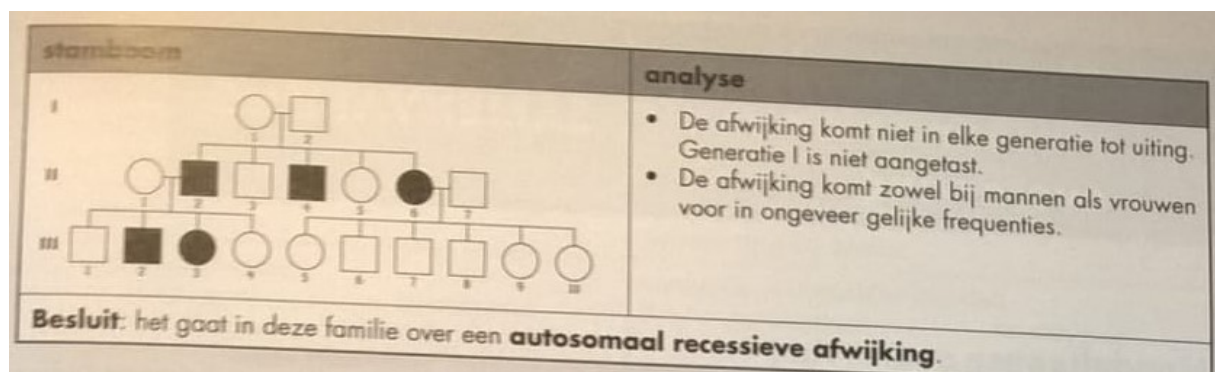 stamboom
analyse
I
1 2
II
1 2 3 4 5 6 7
III
1 2 3 4 5 6 7 8 9 10
• De afwijking komt niet in elke generatie tot uiting.
Generatie I is niet aangetast.
• De afwijking komt zowel bij mannen als vrouwen
voor in ongeveer gelijke frequenties.
Besluit: het gaat in deze familie over een autosomaal recessieve afwijking.